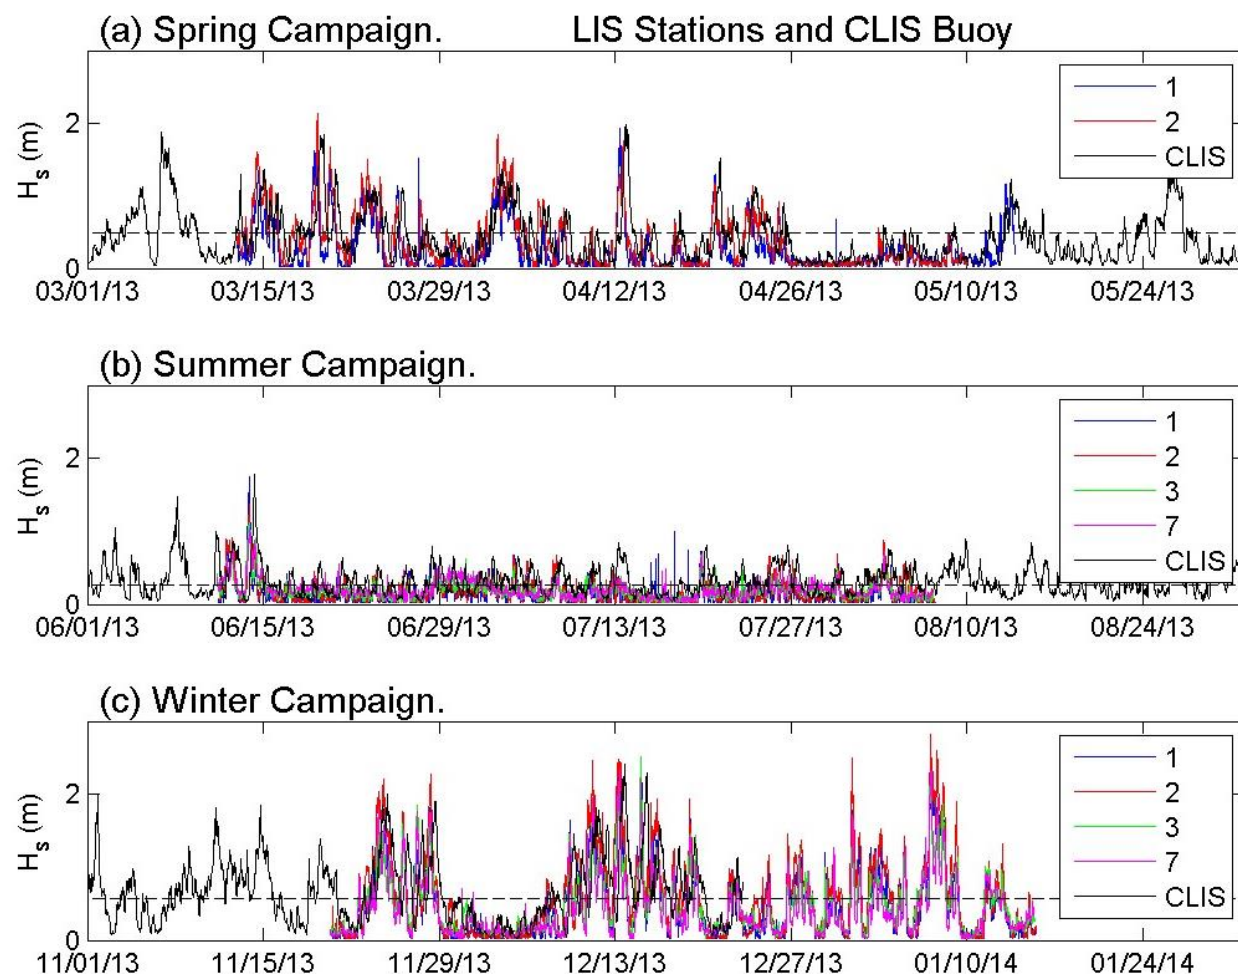 (a) Spring Campaign. LIS Stations and CLIS Buoy
1
2
CLIS
Hs (m)
2
0
03/01/13 03/15/13 03/29/13 04/12/13 04/26/13 05/10/13 05/24/13
(b) Summer Campaign.
1
2
3
7
CLIS
Hs (m)
2
0
06/01/13 06/15/13 06/29/13 07/13/13 07/27/13 08/10/13 08/24/13
(c) Winter Campaign.
1
2
3
7
CLIS
Hs (m)
2
0
11/01/13 11/15/13 11/29/13 12/13/13 12/27/13 01/10/14 01/24/14